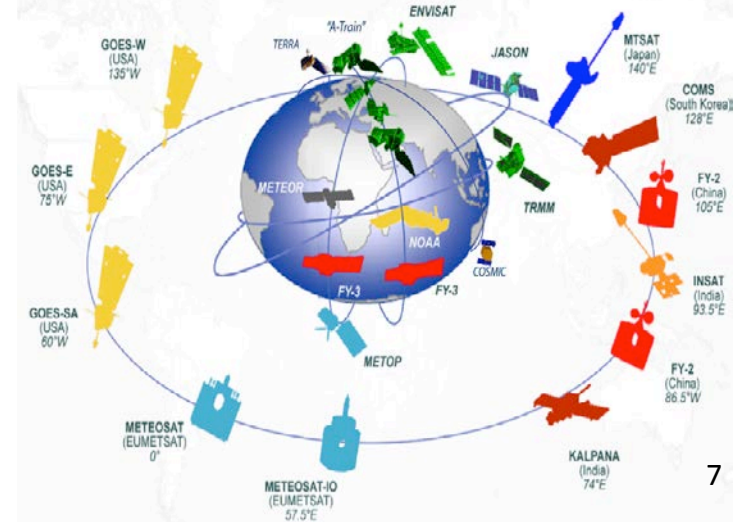 "A-Train"
ENVISAT
GOES-W
(USA)
135°W
TERRA
JASON
MTSAT
(Japan)
140°E
COMS
(South Korea)
128°E
GOES-E
(USA)
75°W
METEOR
TRMM
FY-2
(China)
105°E
NOAA
COSMIC
FY-3
FY-3
INSAT
(India)
93.5°E
GOES-SA
(USA)
60°W
METOP
FY-2
(China)
86.5°W
METEOSAT
(EUMETSAT)
0°
KALPANA
(India)
74°E
METEOSAT-IO
(EUMETSAT)
57.5°E
7